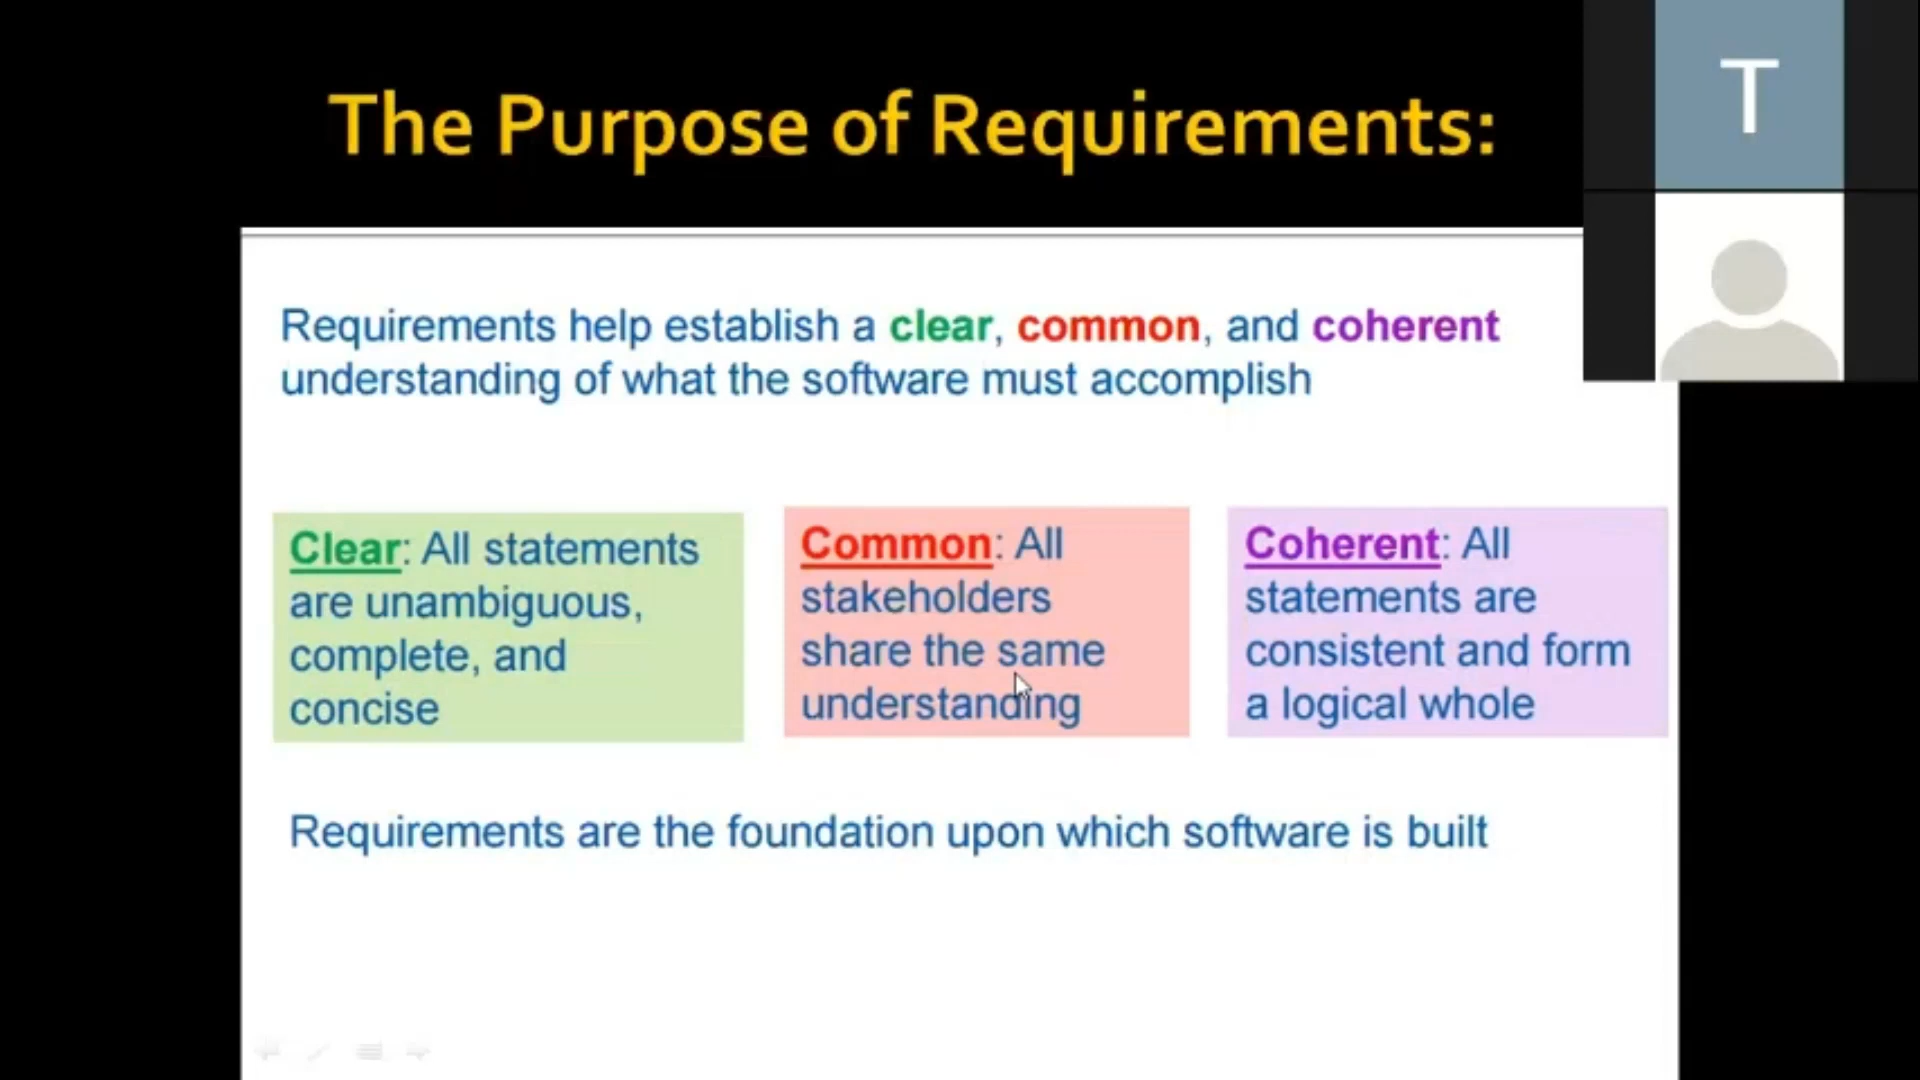 The Purpose of Requirements:
T
Requirements help establish a clear, common, and coherent
understanding of what the software must accomplish
Clear: All statements
are unambiguous,
complete, and
concise
Common: All
stakeholders
share the same
understanding
Coherent: All
statements are
consistent and form
a logical whole
Requirements are the foundation upon which software is built